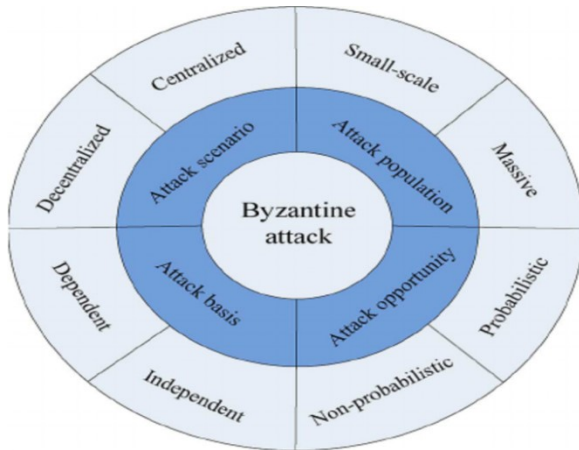 Centralized
Small-scale
Decentralized
Attack scenario
Attack population
Massive
Byzantine
attack
Dependent
Attack basis
Attack opportunity
Probabilistic
Independent
Non-probabilistic